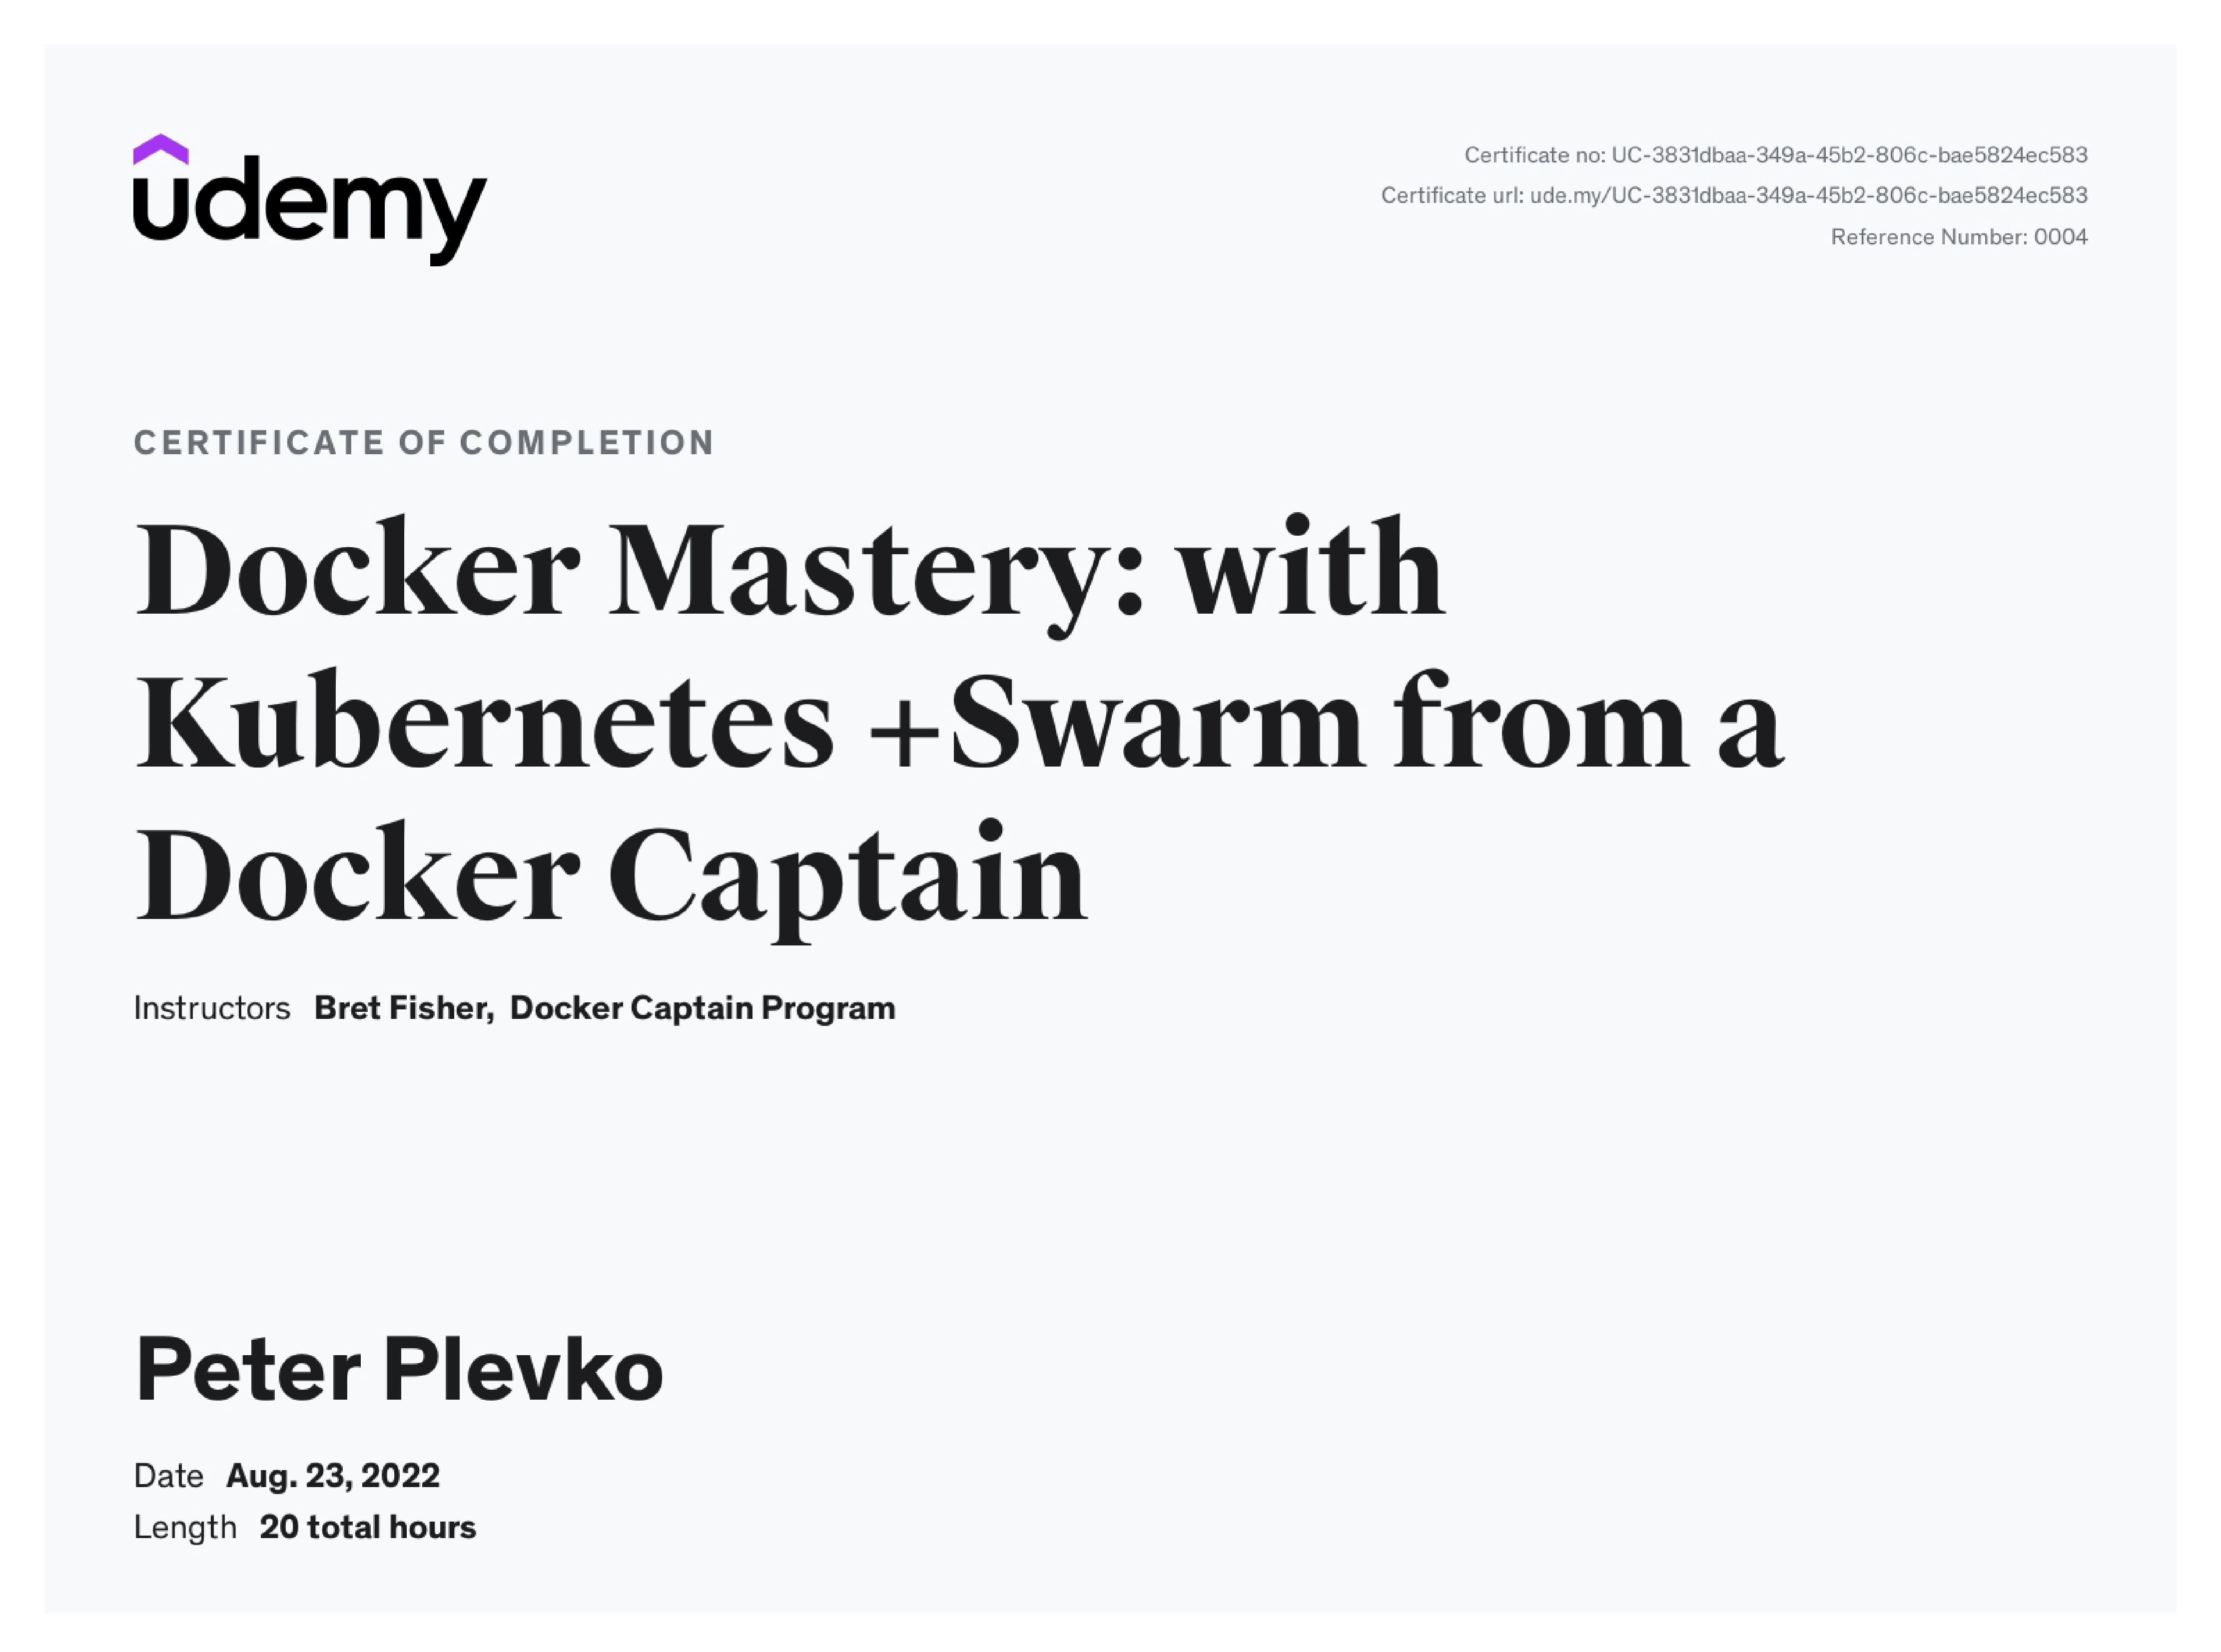 udemy
Certificate no: UC-3831dbaa-349a-45b2-806c-bae5824ec583
Certificate url: ude.my/UC-3831dbaa-349a-45b2-806c-bae5824ec583
Reference Number: 0004
CERTIFICATE OF COMPLETION
Docker Mastery: with
Kubernetes +Swarm from a
Docker Captain
Instructors Bret Fisher, Docker Captain Program
Peter Plevko
Date Aug. 23, 2022
Length 20 total hours